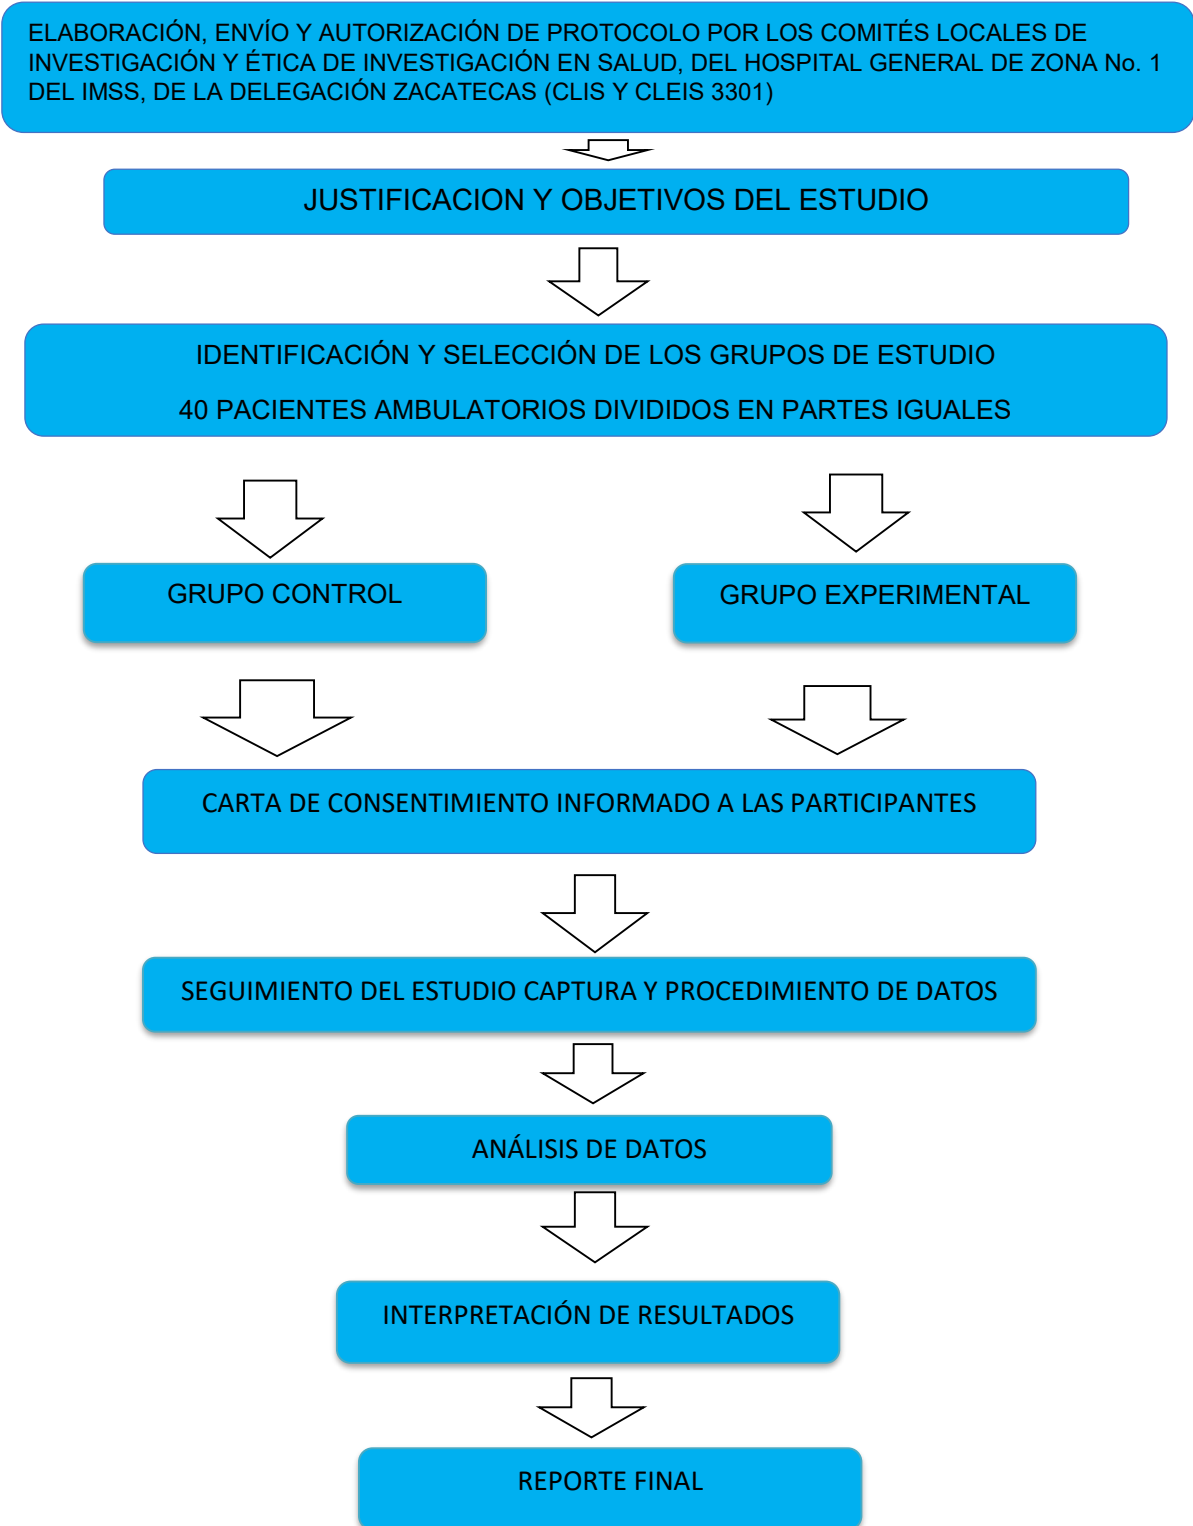 ELABORACIÓN, ENVÍO Y AUTORIZACIÓN DE PROTOCOLO POR LOS COMITÉS LOCALES DE
INVESTIGACIÓN Y ÉTICA DE INVESTIGACIÓN EN SALUD, DEL HOSPITAL GENERAL DE ZONA No. 1
DEL IMSS, DE LA DELEGACIÓN ZACATECAS (CLIS Y CLEIS 3301)
JUSTIFICACION Y OBJETIVOS DEL ESTUDIO
IDENTIFICACIÓN Y SELECCIÓN DE LOS GRUPOS DE ESTUDIO
40 PACIENTES AMBULATORIOS DIVIDIDOS EN PARTES IGUALES
GRUPO CONTROL
GRUPO EXPERIMENTAL
CARTA DE CONSENTIMIENTO INFORMADO A LAS PARTICIPANTES
SEGUIMIENTO DEL ESTUDIO CAPTURA Y PROCEDIMIENTO DE DATOS
ANÁLISIS DE DATOS
INTERPRETACIÓN DE RESULTADOS
REPORTE FINAL